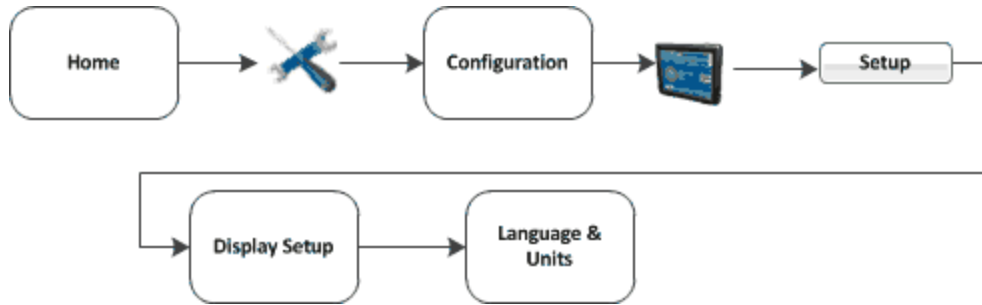 Home
Configuration
Setup
Display Setup
Language &
Units